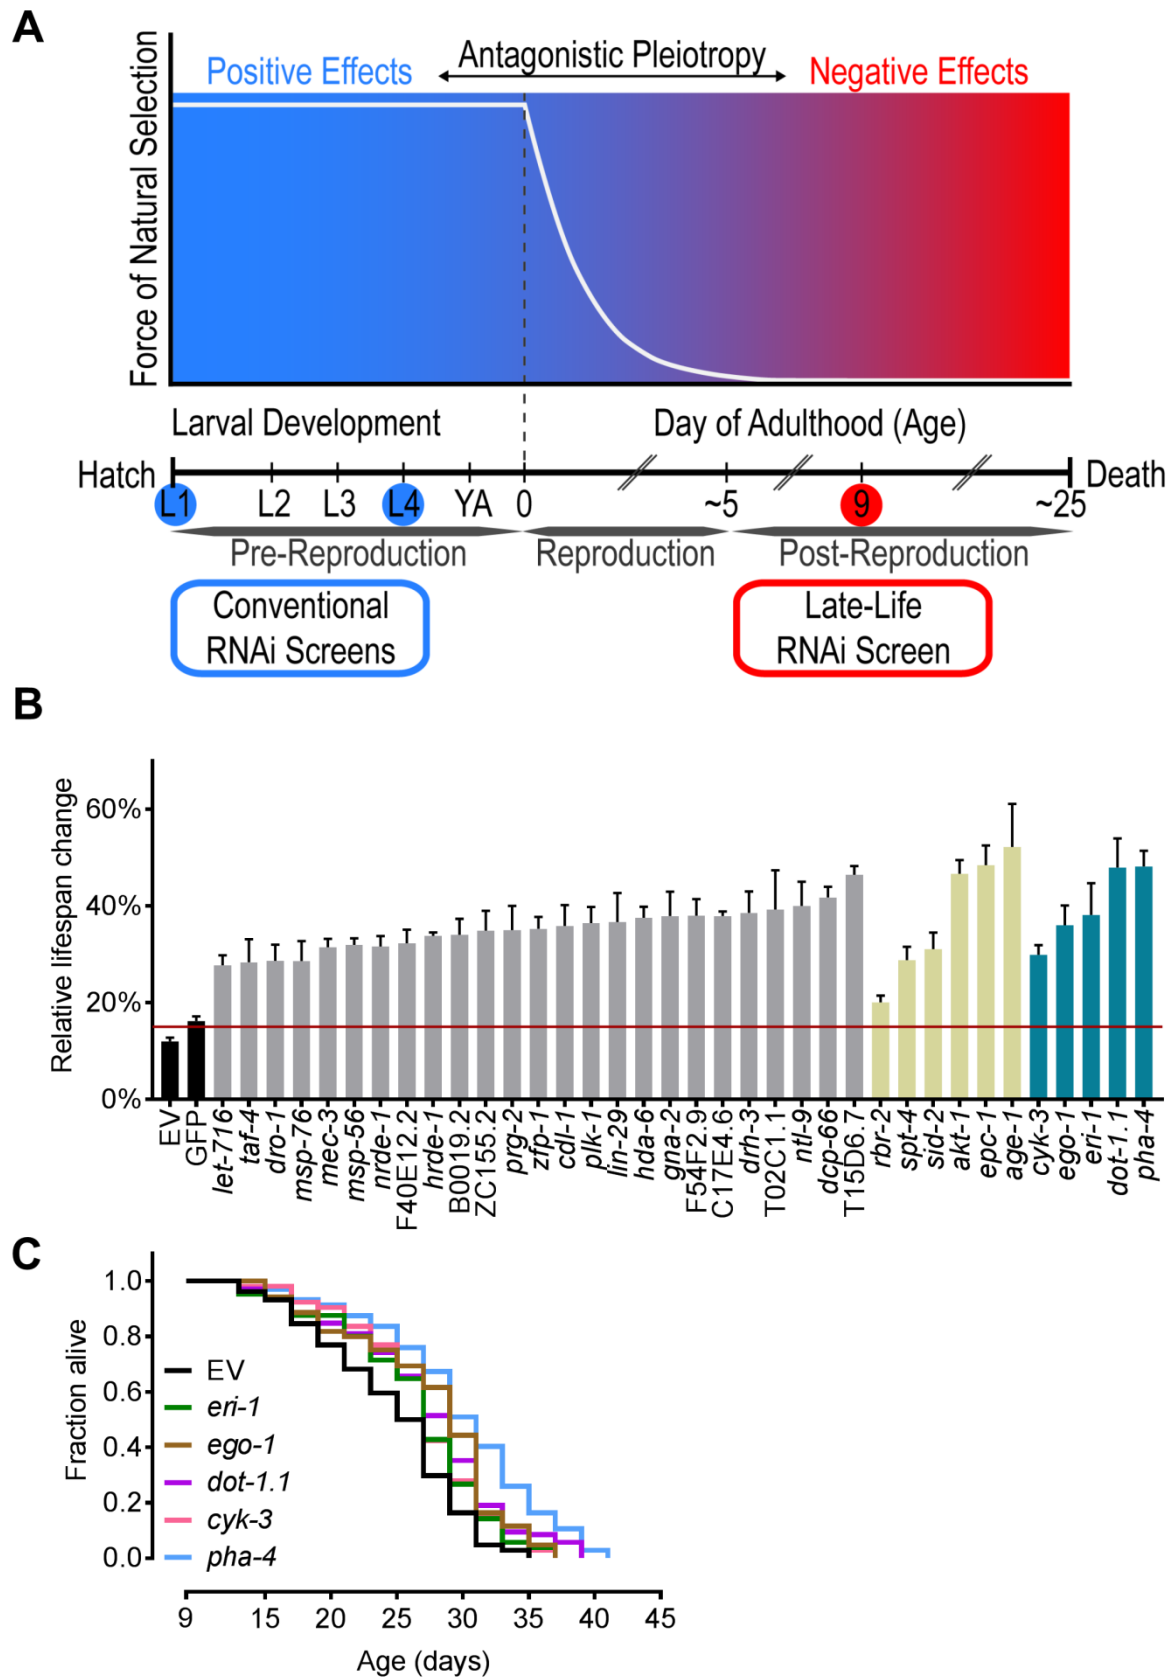 A
Force of Natural Selection
Positive Effects
Antagonistic Pleiotropy
Negative Effects
Larval Development
Day of Adulthood (Age)
Hatch
Death
L1
L2
L3
L4
YA
0
~5
9
~25
Pre-Reproduction
Reproduction
Post-Reproduction
Conventional
RNAi Screens
Late-Life
RNAi Screen
B
Relative lifespan change
60%
40%
20%
0%
EV
GFP
let-716
taf-4
dro-1
msp-76
mec-3
msp-56
nrde-1
F40E12.2
hrde-1
B0019.2
ZC155.2
prg-2
zfp-1
cdl-1
plk-1
lin-29
hda-6
gna-2
F54F2.9
C17E4.6
drh-3
T02C1.1
ntl-9
dcp-66
T15D6.7
rbr-2
spt-4
sid-2
akt-1
epc-1
age-1
cyk-3
ego-1
eri-1
dot-1.1
pha-4
C
Fraction alive
1.0
0.8
0.6
0.4
0.2
0.0
EV
eri-1
ego-1
dot-1.1
cyk-3
pha-4
9
15
20
25
30
35
40
45
Age (days)